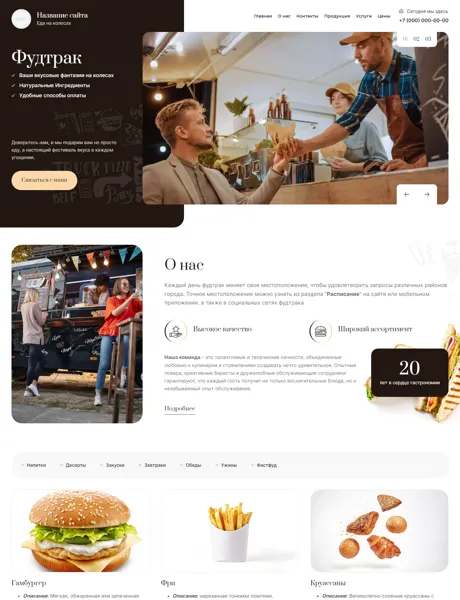 Название сайта
Еда на колесах
Главная О нас Контакты Продукция Услуги Цены
Сегодня мы здесь
+7 (000) 000-00-00
Фудтрак
Ваши вкусовые фантазии на колесах
Натуральные Ингредиенты
Удобные способы оплаты
Доверьтесь нам, и мы подарим вам не просто
еду, а настоящий фестиваль вкуса в каждом
угощении.
Связаться с нами
01 02 03
О нас
Каждый день фудтрак меняет свое местоположение, чтобы удовлетворить запросы различных районов
города. Точное местоположение можно узнать из раздела "Расписание" на сайте или мобильном
приложении, а также в социальных сетях фудтрака
Высокое качество
Широкий ассортимент
Наша команда - это талантливые и творческие личности, объединенные
любовью к кулинарии и стремлением создавать нечто удивительное. Опытные
повара, креативные баристы и дружелюбные обслуживающие сотрудники
гарантируют, что каждый гость получит не только восхитительные блюда, но и
незабываемый опыт обслуживания.
Подробнее
20
лет в сердце гастрономии
Напитки Десерты Закуски Завтраки Обеды Ужины Фастфуд
Гамбургер
Описание: Мягкая, обжаренная или запеченная
Фри
Описание: нарезанная тонкими ломтями,
Круассаны
Описание: Великолепно слоёные круассаны с